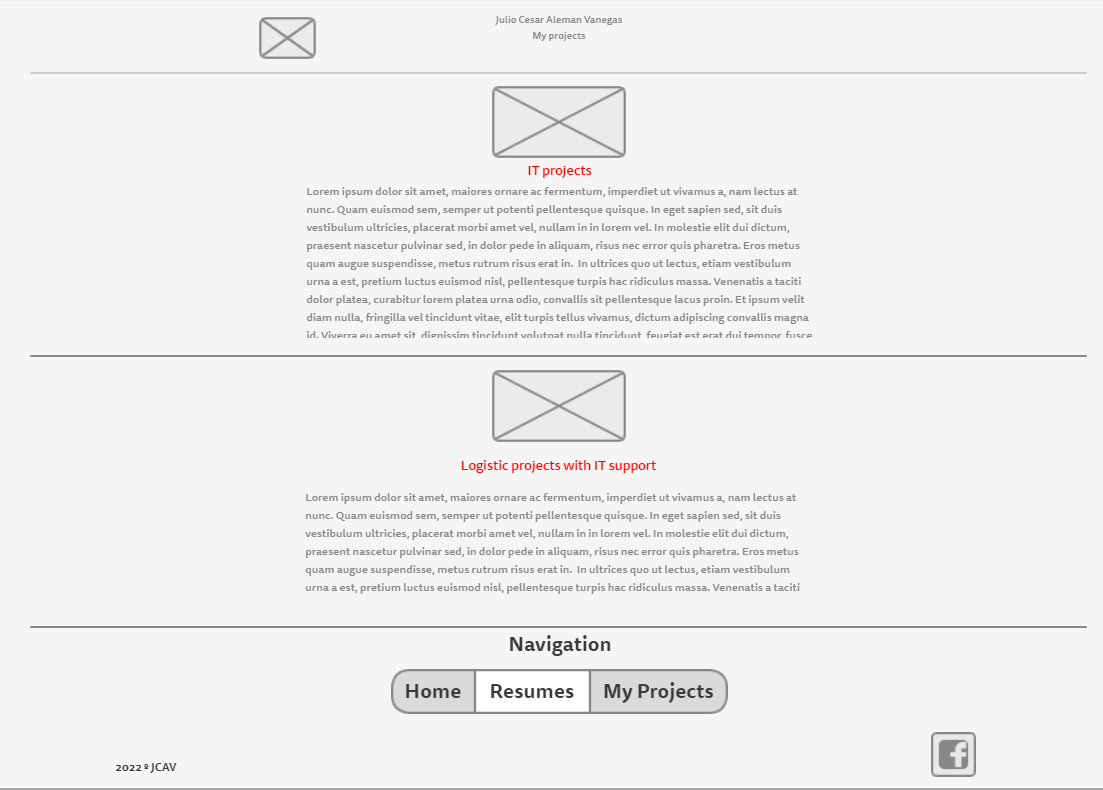 Julio Cesar Aleman Vanegas
My projects
IT projects
Lorem ipsum dolor sit amet, maiores ornare ac fermentum, imperdiet ut vivamus a, nam lectus at
nunc. Quam euismod sem, semper ut potenti pellentesque quisque. In eget sapien sed, sit duis
vestibulum ultricies, placerat morbi amet vel, nullam in in lorem vel. In molestie elit dui dictum,
praesent nascetur pulvinar sed, in dolor pede in aliquam, risus nec error quis pharetra. Eros metus
quam augue suspendisse, metus rutrum risus erat in.  In ultrices quo ut lectus, etiam vestibulum
urna a est, pretium luctus euismod nisl, pellentesque turpis hac ridiculus massa. Venenatis a taciti
dolor platea, curabitur lorem platea urna odio, convallis sit pellentesque lacus proin. Et ipsum velit
diam nulla, fringilla vel tincidunt vitae, elit turpis tellus vivamus, dictum adipiscing convallis magna
id. Viverra eu amet sit, dignissim tincidunt volutpat nulla tincidunt, feugiat est erat dui tempor, fusce
Logistic projects with IT support
Lorem ipsum dolor sit amet, maiores ornare ac fermentum, imperdiet ut vivamus a, nam lectus at
nunc. Quam euismod sem, semper ut potenti pellentesque quisque. In eget sapien sed, sit duis
vestibulum ultricies, placerat morbi amet vel, nullam in in lorem vel. In molestie elit dui dictum,
praesent nascetur pulvinar sed, in dolor pede in aliquam, risus nec error quis pharetra. Eros metus
quam augue suspendisse, metus rutrum risus erat in.  In ultrices quo ut lectus, etiam vestibulum
urna a est, pretium luctus euismod nisl, pellentesque turpis hac ridiculus massa. Venenatis a taciti
Navigation
Home Resumes My Projects
2022 º JCAV